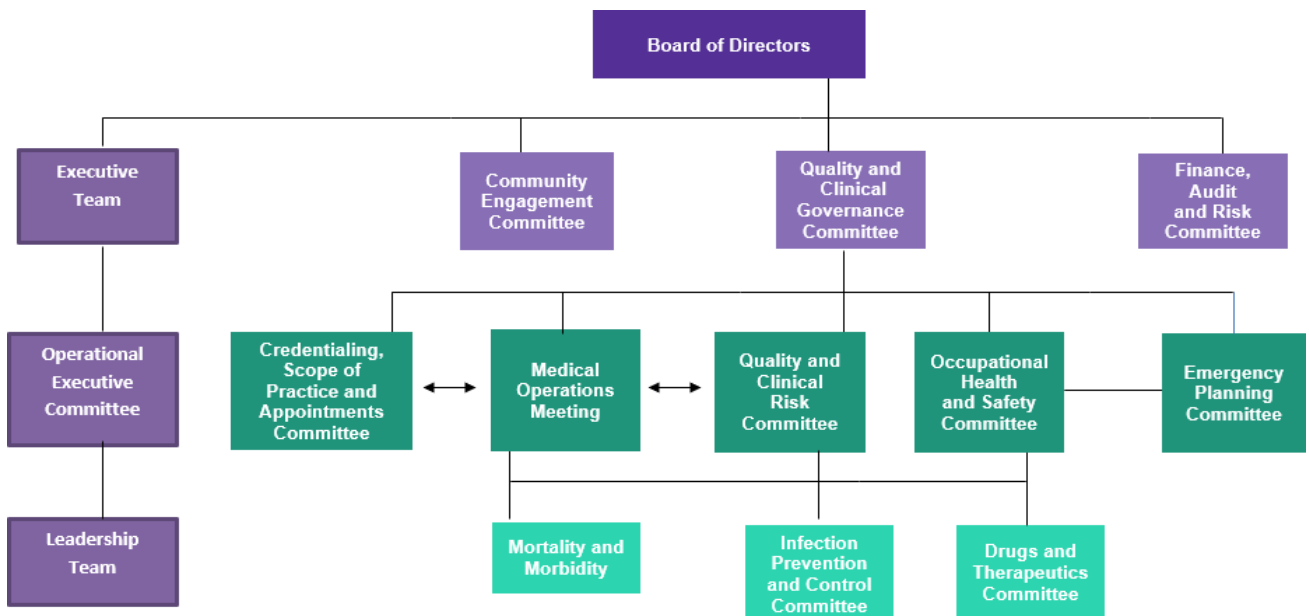 Board of Directors
Executive
Team
Community
Engagement
Committee
Quality and
Clinical
Governance
Committee
Finance,
Audit
and Risk
Committee
Operational
Executive
Committee
Credentialing,
Scope of
Practice and
Appointments
Committee
Medical
Operations
Meeting
Quality and
Clinical
Risk
Committee
Occupational
Health
and Safety
Committee
Emergency
Planning
Committee
Leadership
Team
Mortality and
Morbidity
Infection
Prevention
and Control
Committee
Drugs and
Therapeutics
Committee